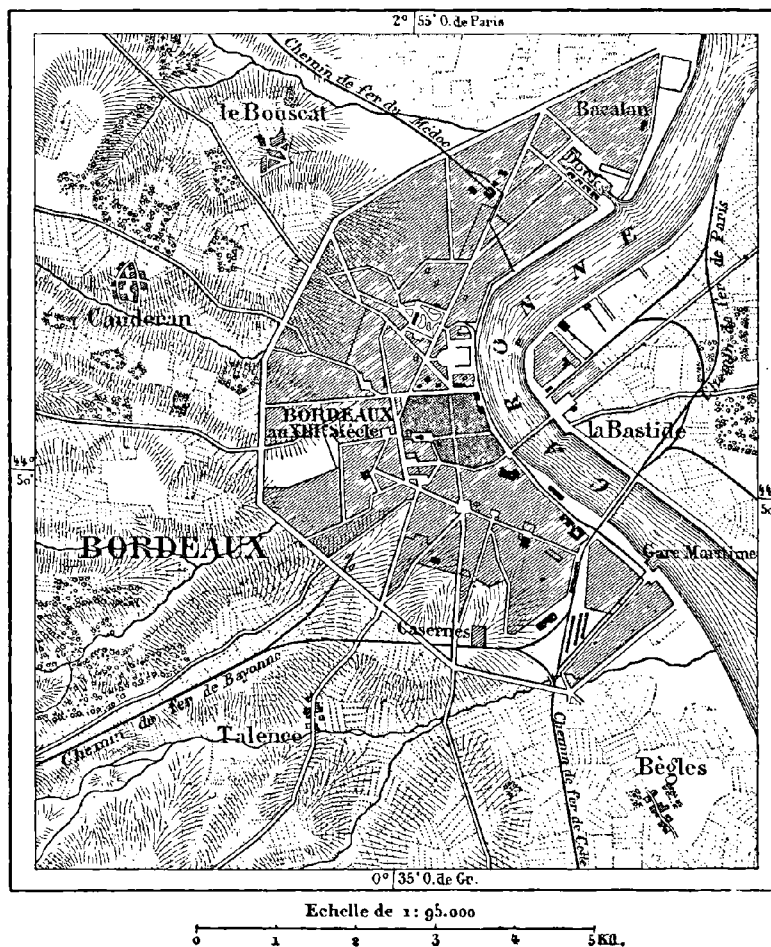 2° 55' O. de Paris
Chemin de fer du Médoc
le Bouscat
Bacalan
GARONNE
Chemin de fer de Paris
Caudéran
BORDEAUX
au XIIIe Siècle
la Bastide
44°
50'
44°
50'
BORDEAUX
Gare Maritime
Casernes
Chemin de fer de Bayonne
Talence
Chemin de fer de Cette
Bègles
0° 35' O. de Gr.
Echelle de 1: 95.000
0 1 2 3 4 5 Kil.